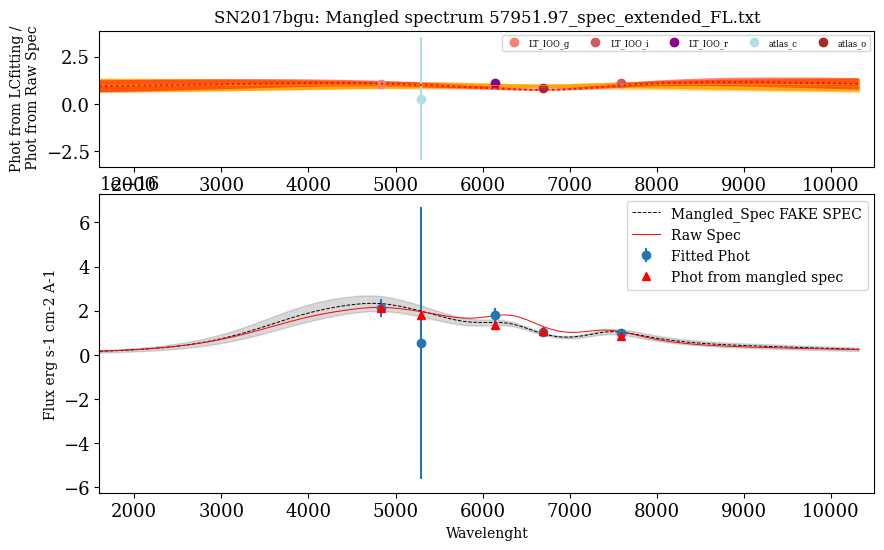 SN2017bgu: Mangled spectrum 57951.97_spec_extended_FL.txt
Phot from LCfitting /
Phot from Raw Spec
2.5
0.0
−2.5
LT_IOO_g LT_IOO_i LT_IOO_r atlas_c atlas_o
2000 3000 4000 5000 6000 7000 8000 9000 10000
1e−16
Flux erg s-1 cm-2 A-1
6
4
2
0
−2
−4
−6
Mangled_Spec FAKE SPEC
Raw Spec
Fitted Phot
Phot from mangled spec
2000 3000 4000 5000 6000 7000 8000 9000 10000
Wavelenght